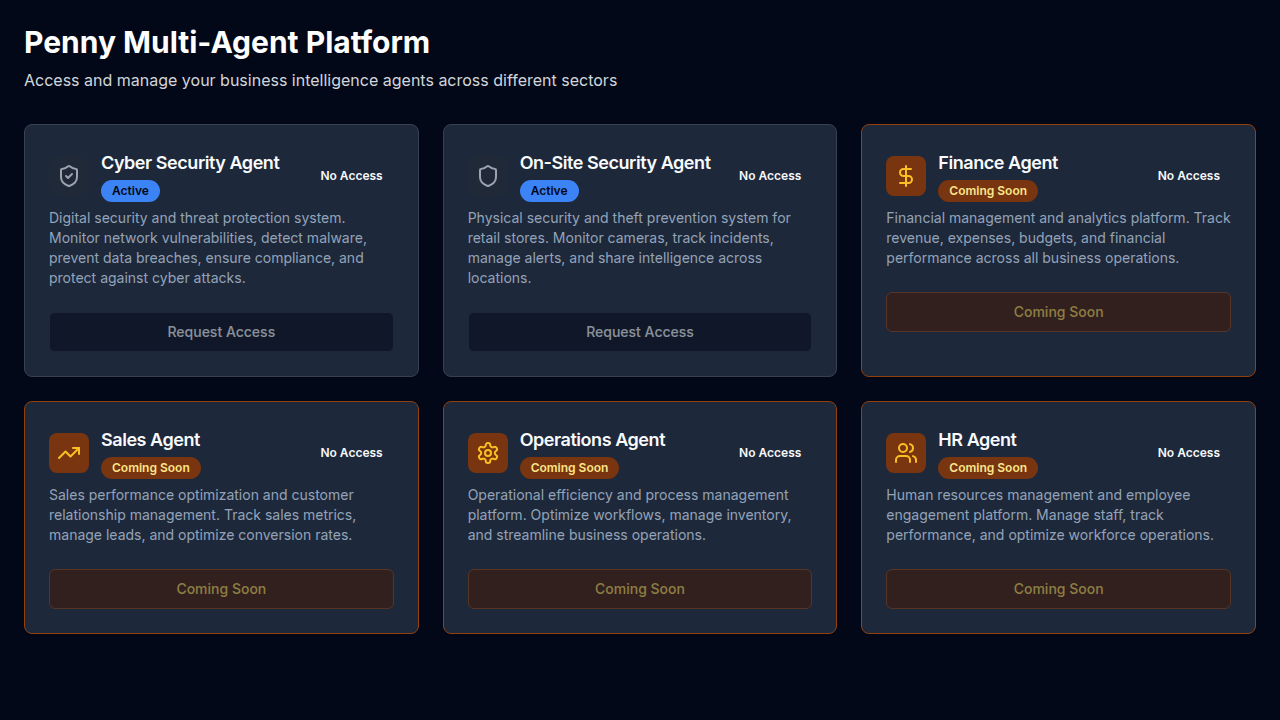 Penny Multi-Agent Platform
Access and manage your business intelligence agents across different sectors
Cyber Security Agent
Active
No Access
Digital security and threat protection system.
Monitor network vulnerabilities, detect malware,
prevent data breaches, ensure compliance, and
protect against cyber attacks.
Request Access
On-Site Security Agent
Active
No Access
Physical security and theft prevention system for
retail stores. Monitor cameras, track incidents,
manage alerts, and share intelligence across
locations.
Request Access
Finance Agent
Coming Soon
No Access
Financial management and analytics platform. Track
revenue, expenses, budgets, and financial
performance across all business operations.
Coming Soon
Sales Agent
Coming Soon
No Access
Sales performance optimization and customer
relationship management. Track sales metrics,
manage leads, and optimize conversion rates.
Coming Soon
Operations Agent
Coming Soon
No Access
Operational efficiency and process management
platform. Optimize workflows, manage inventory,
and streamline business operations.
Coming Soon
HR Agent
Coming Soon
No Access
Human resources management and employee
engagement platform. Manage staff, track
performance, and optimize workforce operations.
Coming Soon